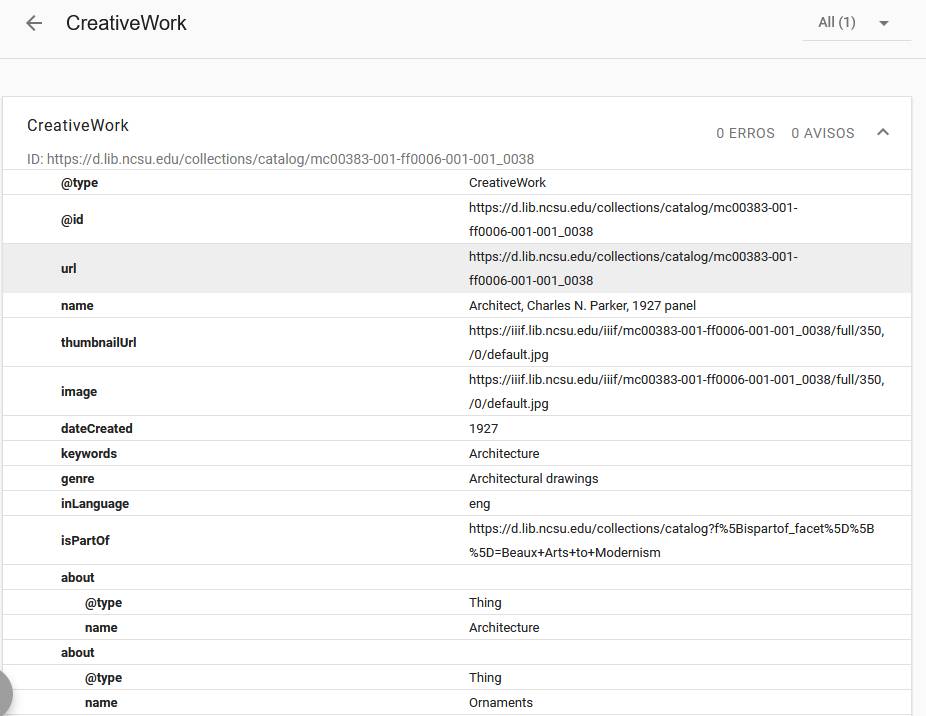 CreativeWork
All (1)
CreativeWork
0 ERROS 0 AVISOS
ID: https://d.lib.ncsu.edu/collections/catalog/mc00383-001-ff0006-001-001_0038
@type CreativeWork
@id https://d.lib.ncsu.edu/collections/catalog/mc00383-001-
ff0006-001-001_0038
url https://d.lib.ncsu.edu/collections/catalog/mc00383-001-
ff0006-001-001_0038
name Architect, Charles N. Parker, 1927 panel
thumbnailUrl https://iiif.lib.ncsu.edu/iiif/mc00383-001-ff0006-001-001_0038/full/350,
/0/default.jpg
image https://iiif.lib.ncsu.edu/iiif/mc00383-001-ff0006-001-001_0038/full/350,
/0/default.jpg
dateCreated 1927
keywords Architecture
genre Architectural drawings
inLanguage eng
isPartOf https://d.lib.ncsu.edu/collections/catalog?f%5Bispartof_facet%5D%5B
%5D=Beaux+Arts+to+Modernism
about
@type Thing
name Architecture
about
@type Thing
name Ornaments